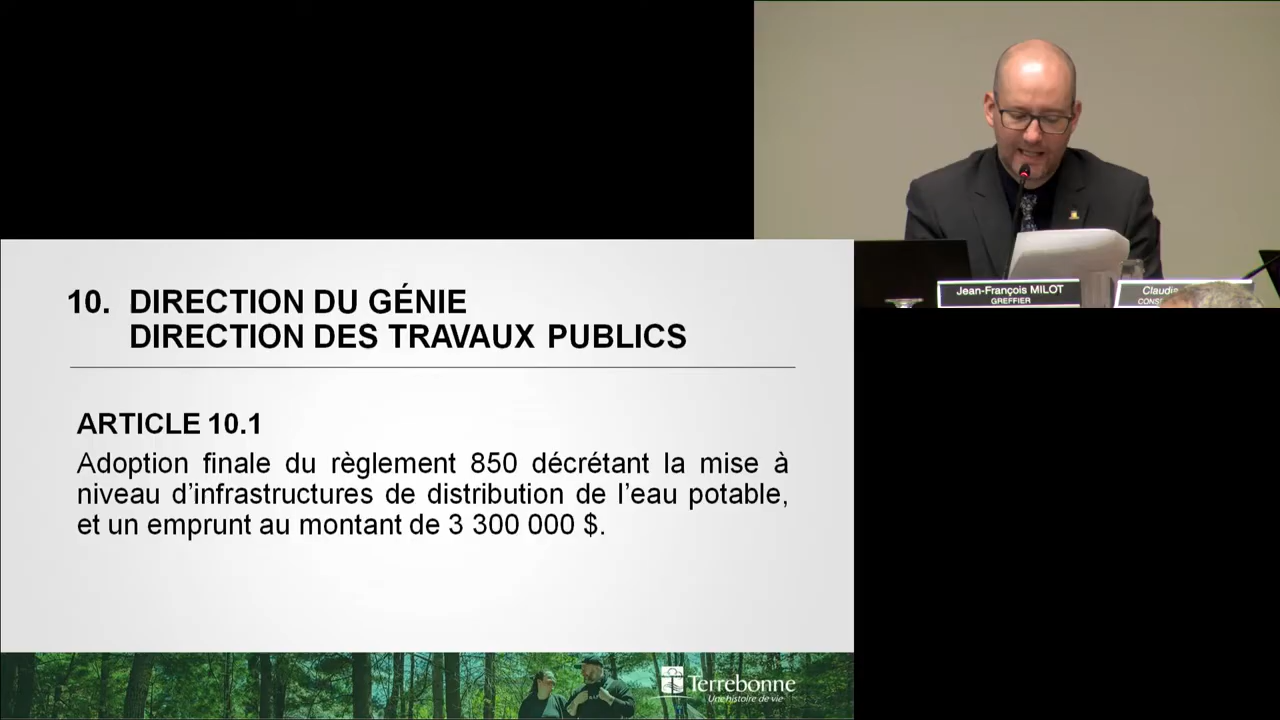 Jean-François MILOT
GREFFIER
Claudia
CONS
10. DIRECTION DU GÉNIE
DIRECTION DES TRAVAUX PUBLICS
ARTICLE 10.1
Adoption finale du règlement 850 décrétant la mise à
niveau d’infrastructures de distribution de l’eau potable,
et un emprunt au montant de 3 300 000 $.
Terrebonne
Une histoire de vie